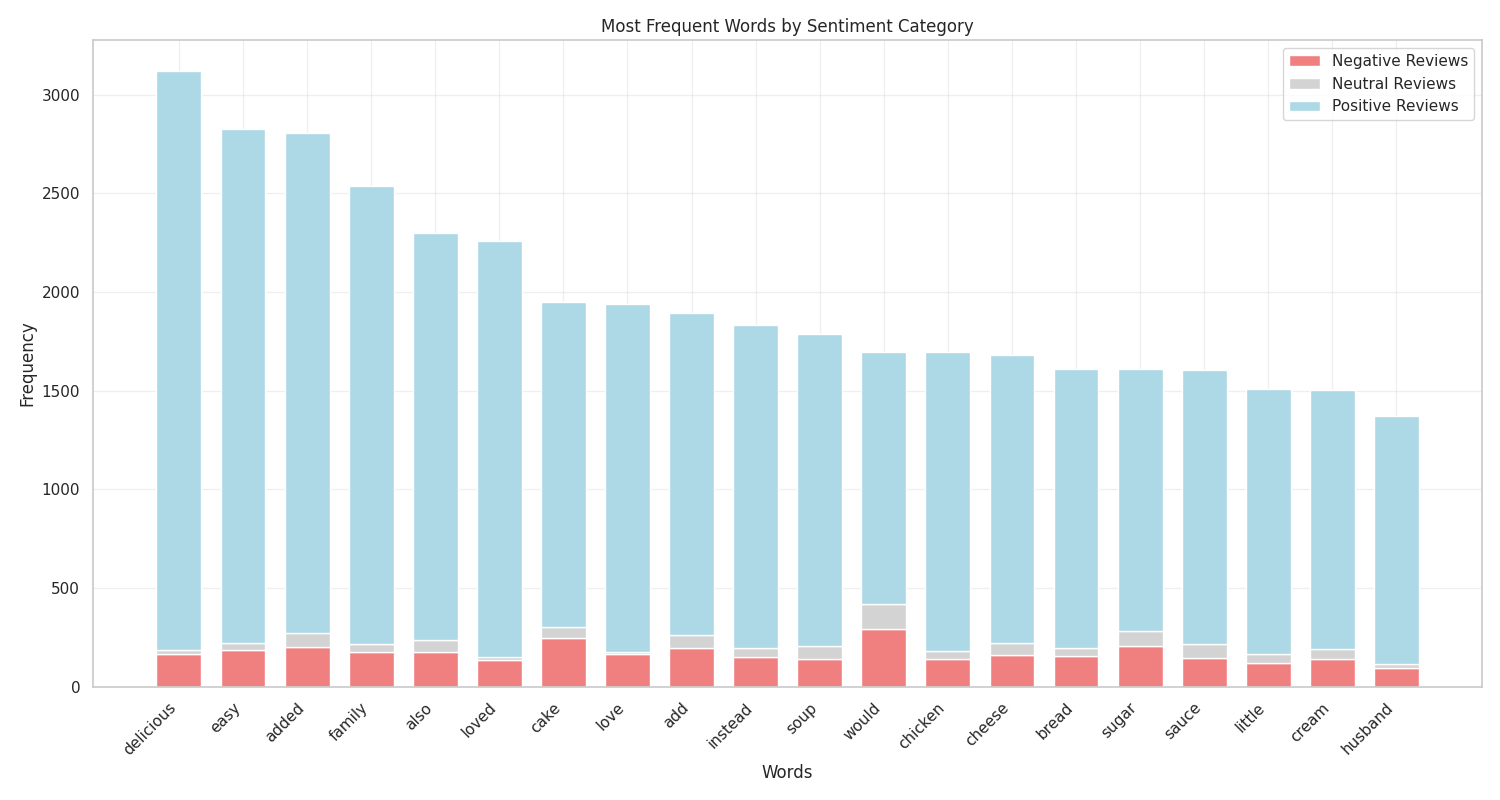 Most Frequent Words by Sentiment Category
Negative Reviews
Neutral Reviews
Positive Reviews
Frequency
3000
2500
2000
1500
1000
500
0
delicious
easy
added
family
also
loved
cake
love
add
instead
soup
would
chicken
cheese
bread
sugar
sauce
little
cream
husband
Words